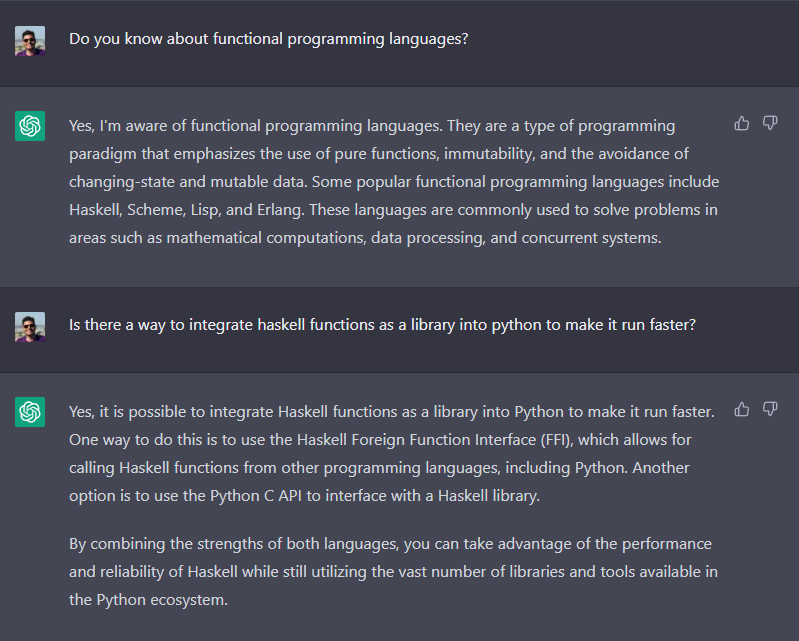 Do you know about functional programming languages?
Yes, I'm aware of functional programming languages. They are a type of programming
paradigm that emphasizes the use of pure functions, immutability, and the avoidance of
changing-state and mutable data. Some popular functional programming languages include
Haskell, Scheme, Lisp, and Erlang. These languages are commonly used to solve problems in
areas such as mathematical computations, data processing, and concurrent systems.
Is there a way to integrate haskell functions as a library into python to make it run faster?
Yes, it is possible to integrate Haskell functions as a library into Python to make it run faster.
One way to do this is to use the Haskell Foreign Function Interface (FFI), which allows for
calling Haskell functions from other programming languages, including Python. Another
option is to use the Python C API to interface with a Haskell library.
By combining the strengths of both languages, you can take advantage of the performance
and reliability of Haskell while still utilizing the vast number of libraries and tools available in
the Python ecosystem.